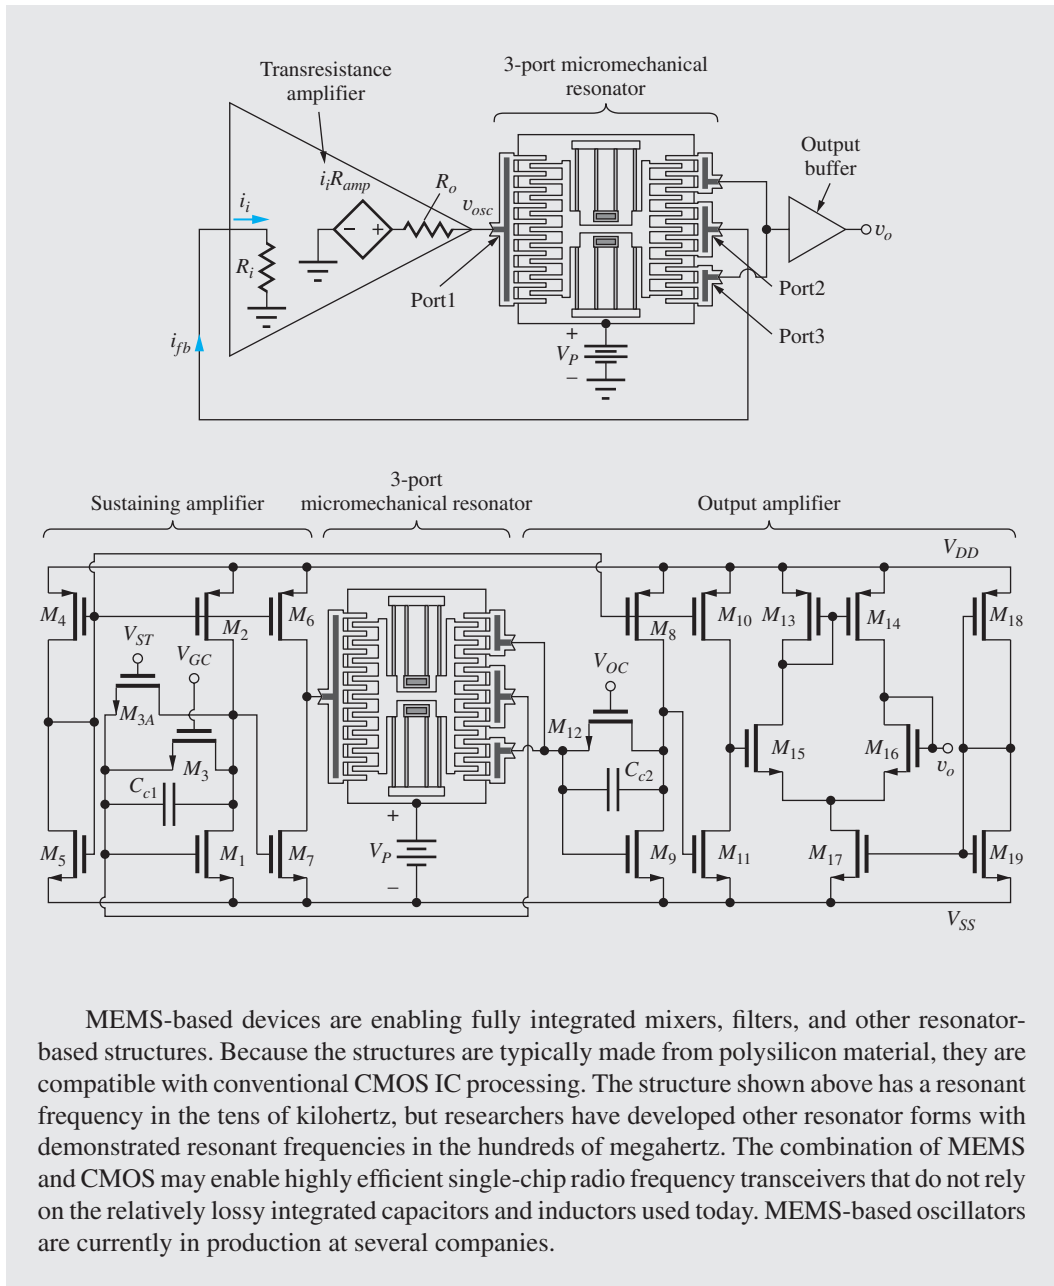 Transresistance
amplifier
3-port micromechanical
resonator
Output
buffer
i_i R_amp
R_o
v_osc
i_i
− +
R_i
v_o
Port1
Port2
Port3
+
V_P
−
i_fb
3-port
micromechanical resonator
Sustaining amplifier
Output amplifier
V_DD
M_4
M_2
M_6
M_8
M_10
M_13
M_14
M_18
V_ST
V_GC
V_OC
M_3A
M_12
M_15
M_16
v_o
M_3
C_c1
C_c2
+
V_P
−
M_5
M_1
M_7
M_9
M_11
M_17
M_19
V_SS
MEMS-based devices are enabling fully integrated mixers, filters, and other resonator-
based structures. Because the structures are typically made from polysilicon material, they are
compatible with conventional CMOS IC processing. The structure shown above has a resonant
frequency in the tens of kilohertz, but researchers have developed other resonator forms with
demonstrated resonant frequencies in the hundreds of megahertz. The combination of MEMS
and CMOS may enable highly efficient single-chip radio frequency transceivers that do not rely
on the relatively lossy integrated capacitors and inductors used today. MEMS-based oscillators
are currently in production at several companies.